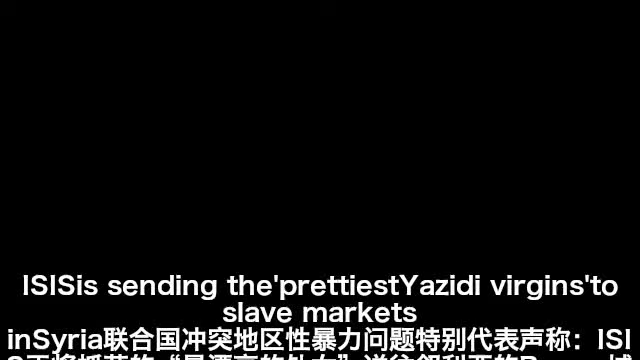 ISISis sending the'prettiestYazidi virgins'to
slave markets
inSyria联合国冲突地区性暴力问题特别代表声称：ISI